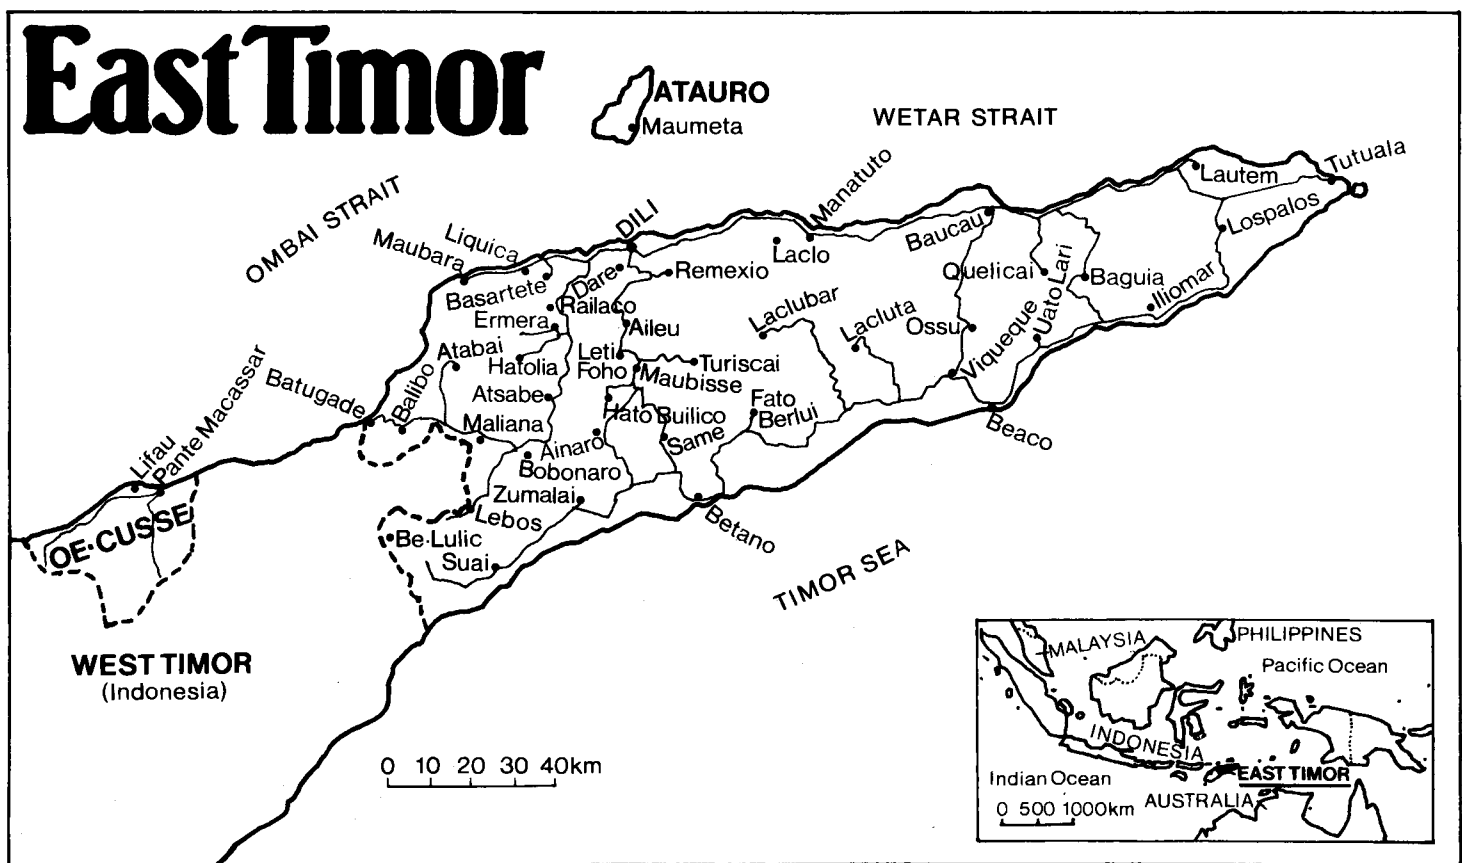 East Timor
ATAURO
Maumeta
WETAR STRAIT
OMBAI STRAIT
Tutuala
Lautem
Lospalos
Manatuto
DILI
Liquica
Maubara
Baucau
Laclo
Remexio
Dare
Basartete
Railaco
Ermera
Aileu
Quelicai
Uato Lari
Baguia
Iliomar
Laclubar
Lacluta
Ossu
Viqueque
Atabai
Hatolia
Leti
Foho
Turiscai
Maubisse
Batugade
Balibo
Atsabe
Hato Builico
Fato
Berlui
Maliana
Ainaro
Same
Beaco
Lifau
Pante Macassar
Bobonaro
Zumalai
Lebos
Betano
OE-CUSSE
Be-Lulic
Suai
TIMOR SEA
WEST TIMOR
(Indonesia)
0 10 20 30 40km
MALAYSIA
PHILIPPINES
Pacific Ocean
INDONESIA
Indian Ocean
EAST TIMOR
0 500 1000km
AUSTRALIA